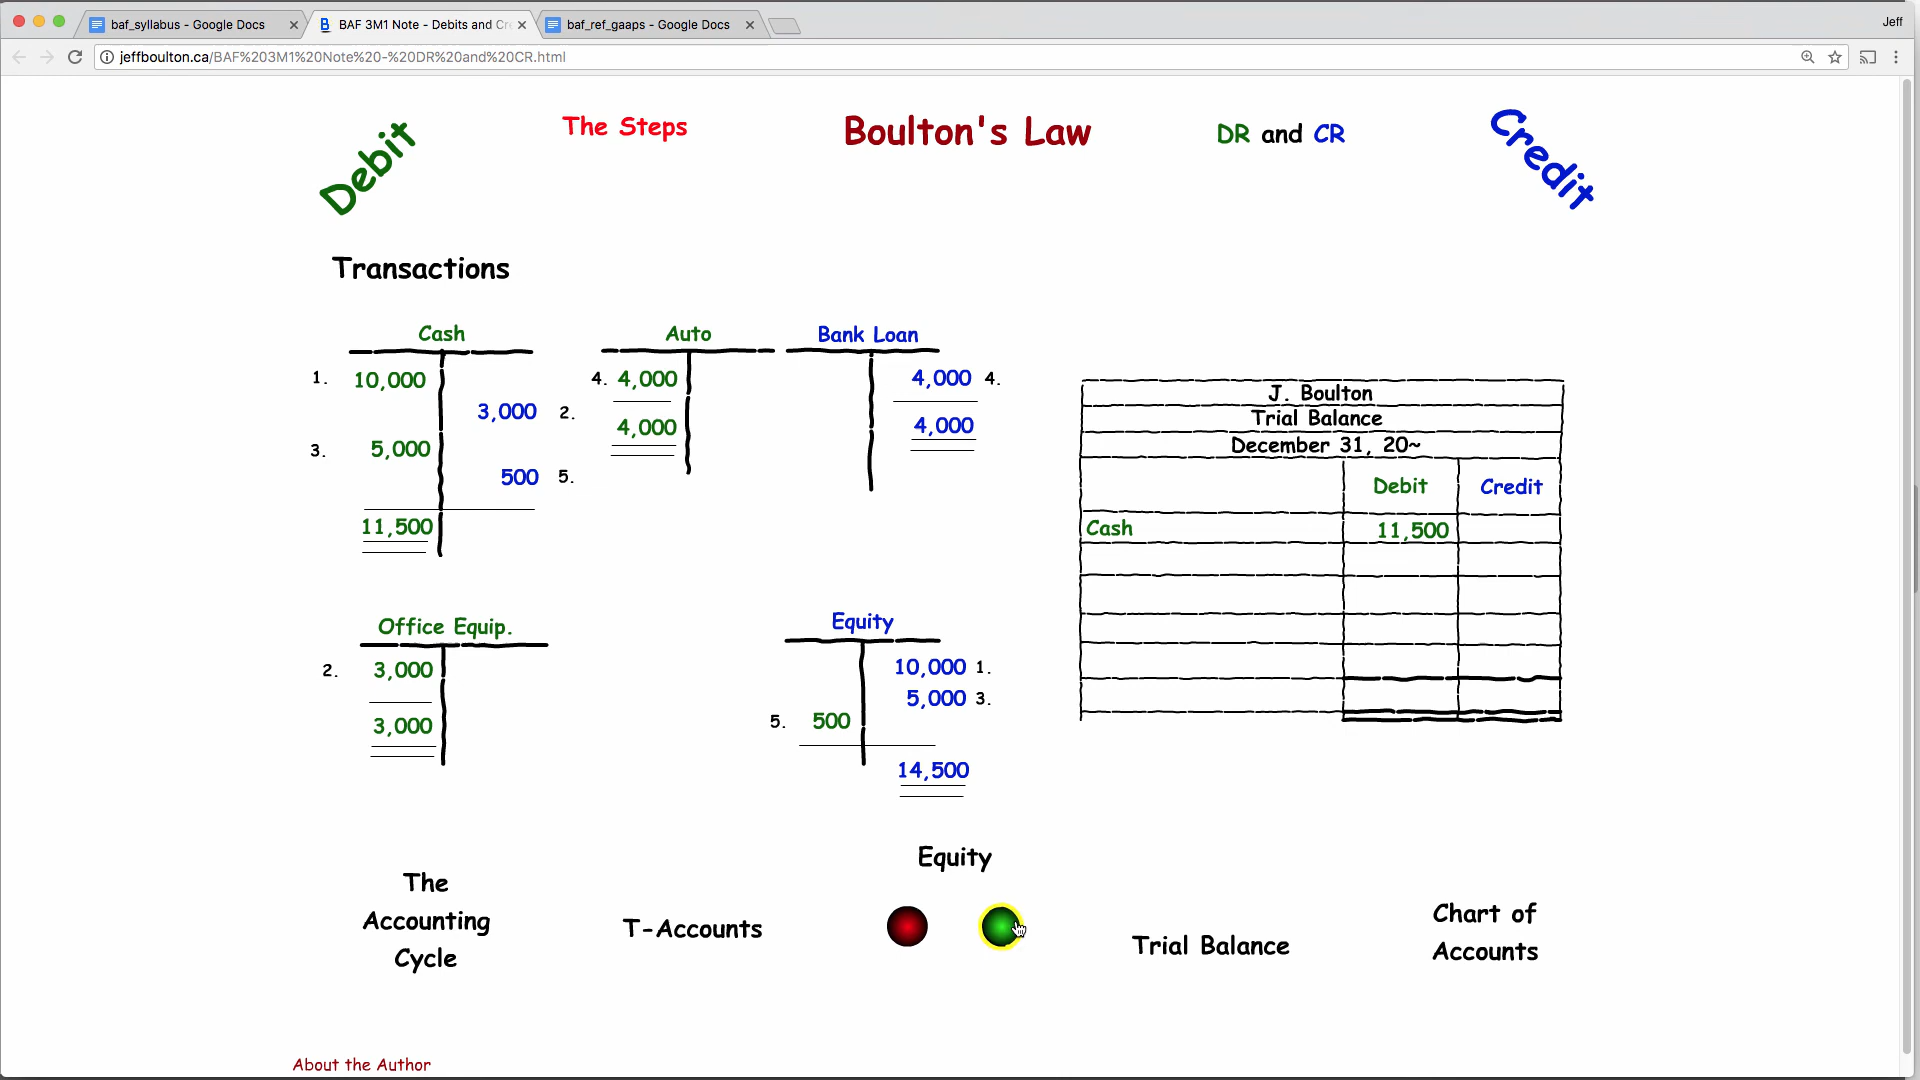 baf_syllabus - Google Docs
BAF 3M1 Note - Debits and Cr
baf_ref_gaaps - Google Docs
Jeff
jeffboulton.ca/BAF%203M1%20Note%20-%20DR%20and%20CR.html
Debit
The Steps
Boulton's Law
DR and CR
Credit
Transactions
Cash
1. 10,000
3,000 2.
3. 5,000
500 5.
11,500
Auto
4. 4,000
4,000
Bank Loan
4,000 4.
4,000
J. Boulton
Trial Balance
December 31, 20~
Debit Credit
Cash 11,500
Office Equip.
2. 3,000
3,000
Equity
10,000 1.
5,000 3.
5. 500
14,500
Equity
The
Accounting
Cycle
T-Accounts
Trial Balance
Chart of
Accounts
About the Author